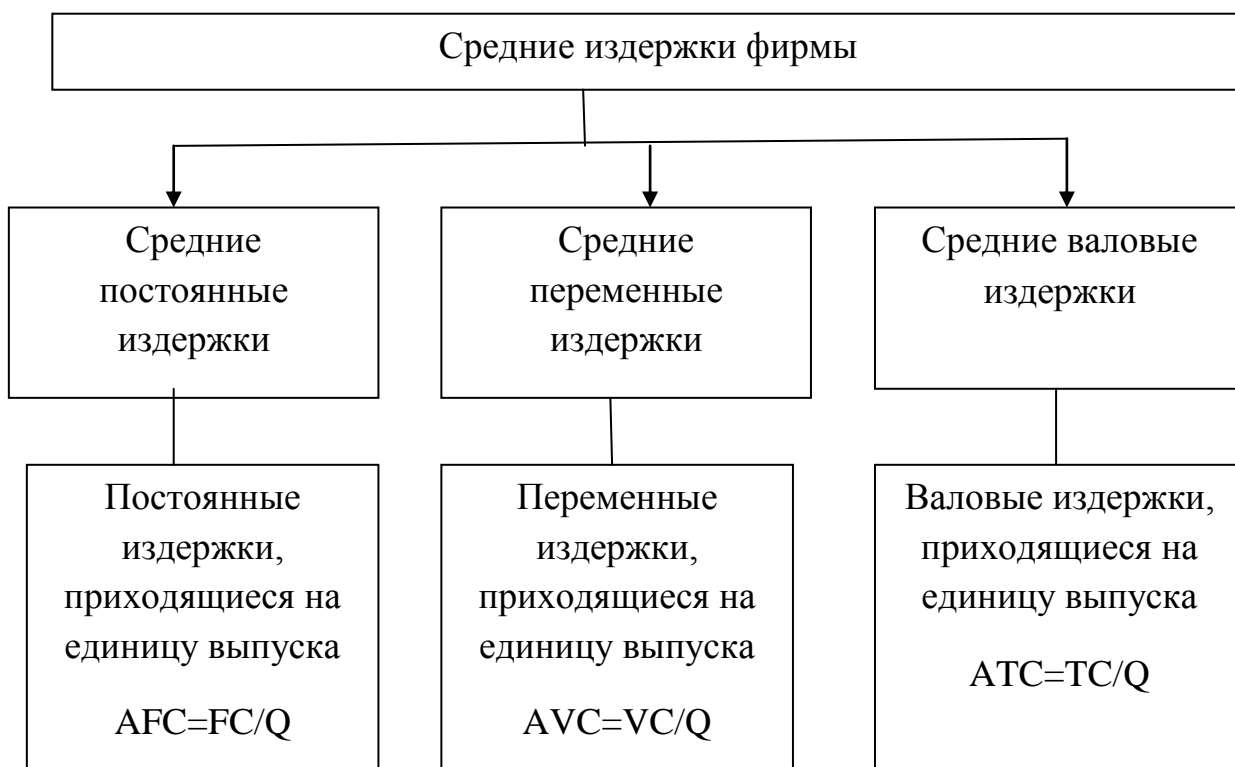 Средние издержки фирмы
Средние
постоянные
издержки
Средние
переменные
издержки
Средние валовые
издержки
Постоянные
издержки,
приходящиеся на
единицу выпуска
AFC=FC/Q
Переменные
издержки,
приходящиеся на
единицу выпуска
AVC=VC/Q
Валовые издержки,
приходящиеся на
единицу выпуска
ATC=TC/Q